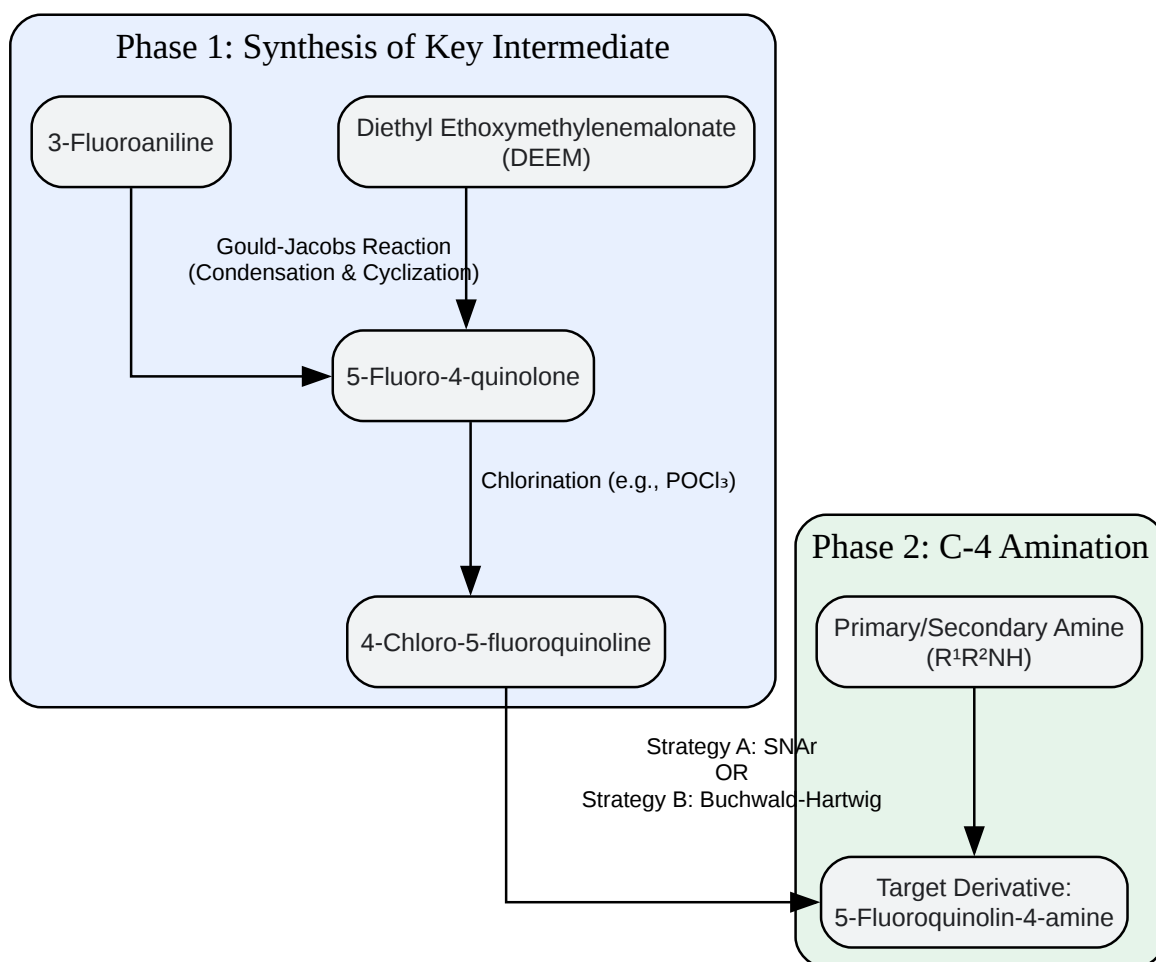 Phase 1: Synthesis of Key Intermediate
3-Fluoroaniline
Diethyl Ethoxymethylenemalonate
(DEEM)
Gould-Jacobs Reaction
(Condensation & Cyclization)
5-Fluoro-4-quinolone
Chlorination (e.g., POCl₃)
4-Chloro-5-fluoroquinoline
Phase 2: C-4 Amination
Primary/Secondary Amine
(R¹R²NH)
Strategy A: SNAr
OR
Strategy B: Buchwald-Hartwig
Target Derivative:
5-Fluoroquinolin-4-amine